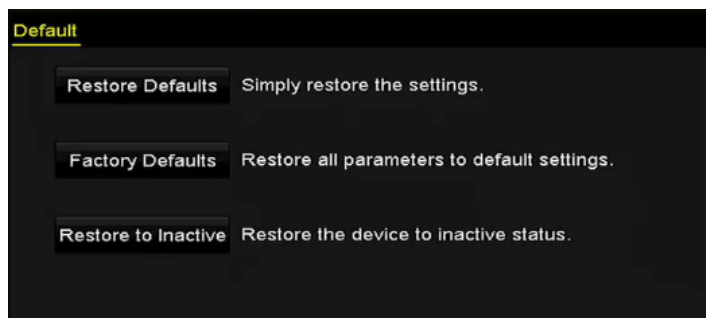 Default
Restore Defaults Simply restore the settings.
Factory Defaults Restore all parameters to default settings.
Restore to Inactive Restore the device to inactive status.